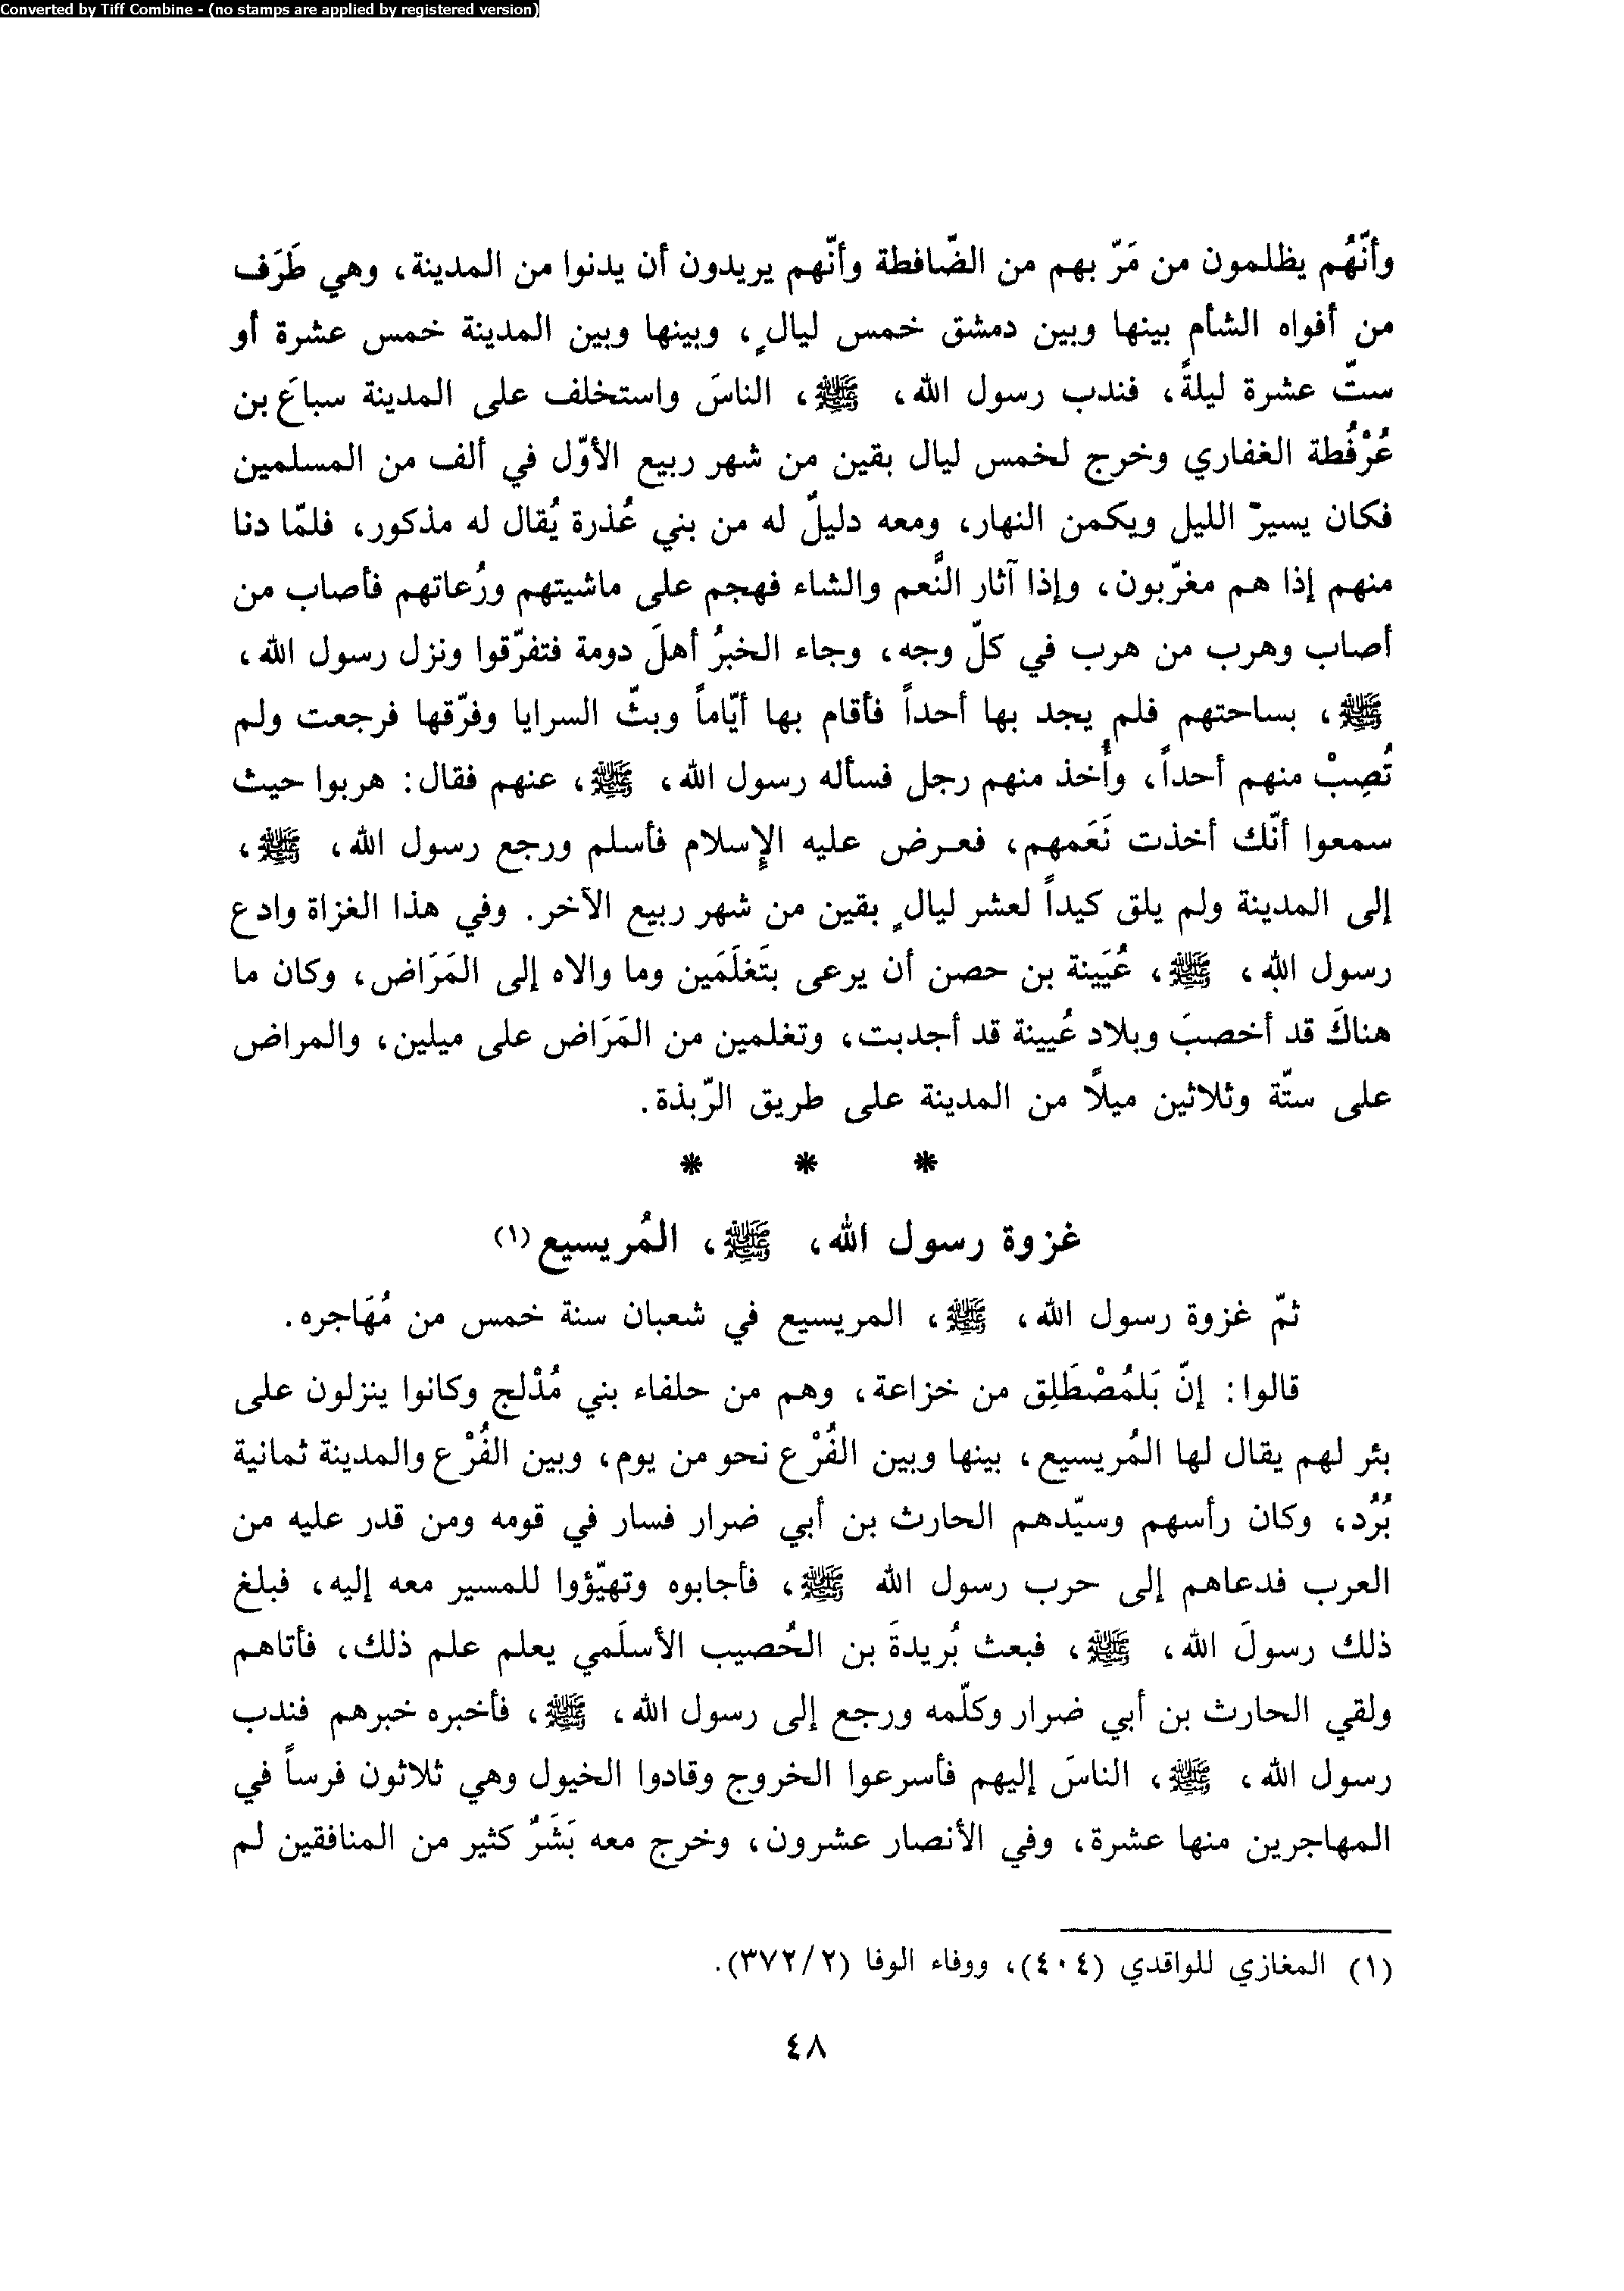 Converted by Tiff Combine - (no stamps are applied by registered version)
وأنّهُم يظلمون من مَرّ بهم من الضّافطة وأنّهم يريدون أن يدنوا من المدينة، وهي طَرَف
من أفواه الشأم بينها وبين دمشق خمس ليالٍ، وبينها وبين المدينة خمس عشرة أو
ستّ عشرة ليلةً، فندب رسول الله، ﷺ، الناسَ واستخلف على المدينة سباعَ بن
عُرْفُطة الغفاري وخرج لخمس ليال بقين من شهر ربيع الأوّل في ألف من المسلمين
فكان يسيرّ الليل ويكمن النهار، ومعه دليلٌ له من بني عُذرة يُقال له مذكور، فلمّا دنا
منهم إذا هم مغرّبون، وإذا آثار النَّعم والشاء فهجم على ماشيتهم ورُعاتهم فأصاب من
أصاب وهرب من هرب في كلّ وجه، وجاء الخبرُ أهلَ دومة فتفرّقوا ونزل رسول الله،
ﷺ، بساحتهم فلم يجد بها أحداً فأقام بها أيّاماً وبثّ السرايا وفرّقها فرجعت ولم
تُصِبْ منهم أحداً، وأُخذ منهم رجل فسأله رسول الله، ﷺ، عنهم فقال: هربوا حيث
سمعوا أنّك أخذت نَعَمهم، فعرض عليه الإسلام فأسلم ورجع رسول الله، ﷺ،
إلى المدينة ولم يلق كيداً لعشر ليالٍ بقين من شهر ربيع الآخر. وفي هذا الغزاة وادع
رسول الله، ﷺ، عُيَينة بن حصن أن يرعى بتَغلَمَين وما والاه إلى المَرَاض، وكان ما
هناكَ قد أخصبَ وبلاد عُيينة قد أجدبت، وتغلمين من المَرَاض على ميلين، والمراض
على ستّة وثلاثين ميلًا من المدينة على طريق الرّبذة.
* * *
غزوة رسول الله، ﷺ، المُريسيع (١)
ثمّ غزوة رسول الله، ﷺ، المريسيع في شعبان سنة خمس من مُهَاجره.
قالوا: إنّ بَلمُصْطَلِق من خزاعة، وهم من حلفاء بني مُدْلج وكانوا ينزلون على
بئر لهم يقال لها المُريسيع، بينها وبين الفُرْع نحو من يوم، وبين الفُرْع والمدينة ثمانية
بُرُد، وكان رأسهم وسيّدهم الحارث بن أبي ضرار فسار في قومه ومن قدر عليه من
العرب فدعاهم إلى حرب رسول الله ﷺ، فأجابوه وتهيّؤوا للمسير معه إليه، فبلغ
ذلك رسولَ الله، ﷺ، فبعث بُريدةَ بن الحُصيب الأسلَمي يعلم علم ذلك، فأتاهم
ولقي الحارث بن أبي ضرار وكلّمه ورجع إلى رسول الله، ﷺ، فأخبره خبرهم فندب
رسول الله، ﷺ، الناسَ إليهم فأسرعوا الخروج وقادوا الخيول وهي ثلاثون فرساً في
المهاجرين منها عشرة، وفي الأنصار عشرون، وخرج معه بَشَرٌ كثير من المنافقين لم
(١) المغازي للواقدي (٤٠٤)، ووفاء الوفا (٢/ ٣٧٢).
٤٨